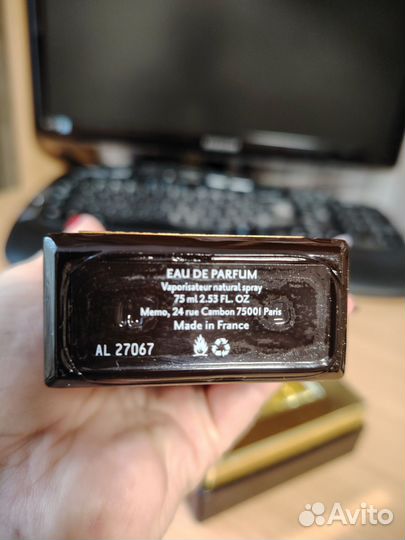 EAU DE PARFUM
Vaporisateur natural spray
75 ml 2.53 FL. OZ
Memo, 24 rue Cambon 75001 Paris
Made in France
AL 27067
Avito